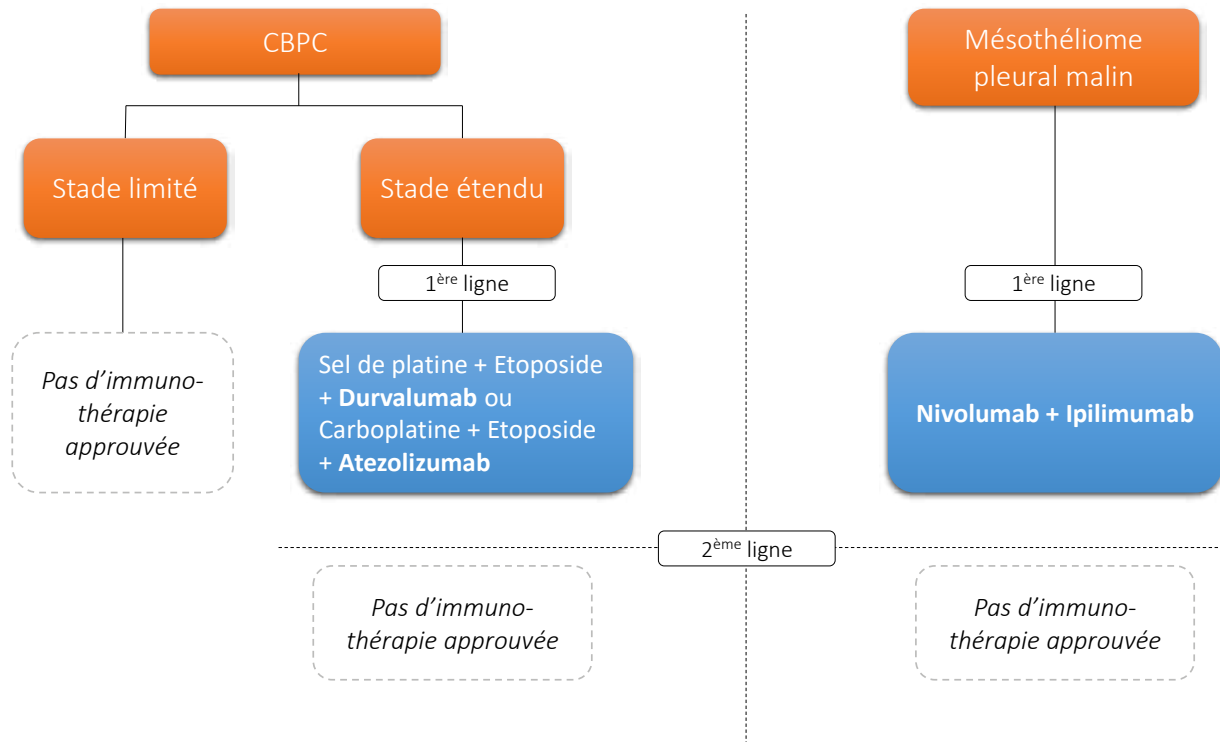 CBPC
Stade limité
Stade étendu
1ère ligne
Pas d’immuno-
thérapie
approuvée
Sel de platine + Etoposide
+ Durvalumab ou
Carboplatine + Etoposide
+ Atezolizumab
Mésothéliome
pleural malin
1ère ligne
Nivolumab + Ipilimumab
2ème ligne
Pas d’immuno-
thérapie approuvée
Pas d’immuno-
thérapie approuvée